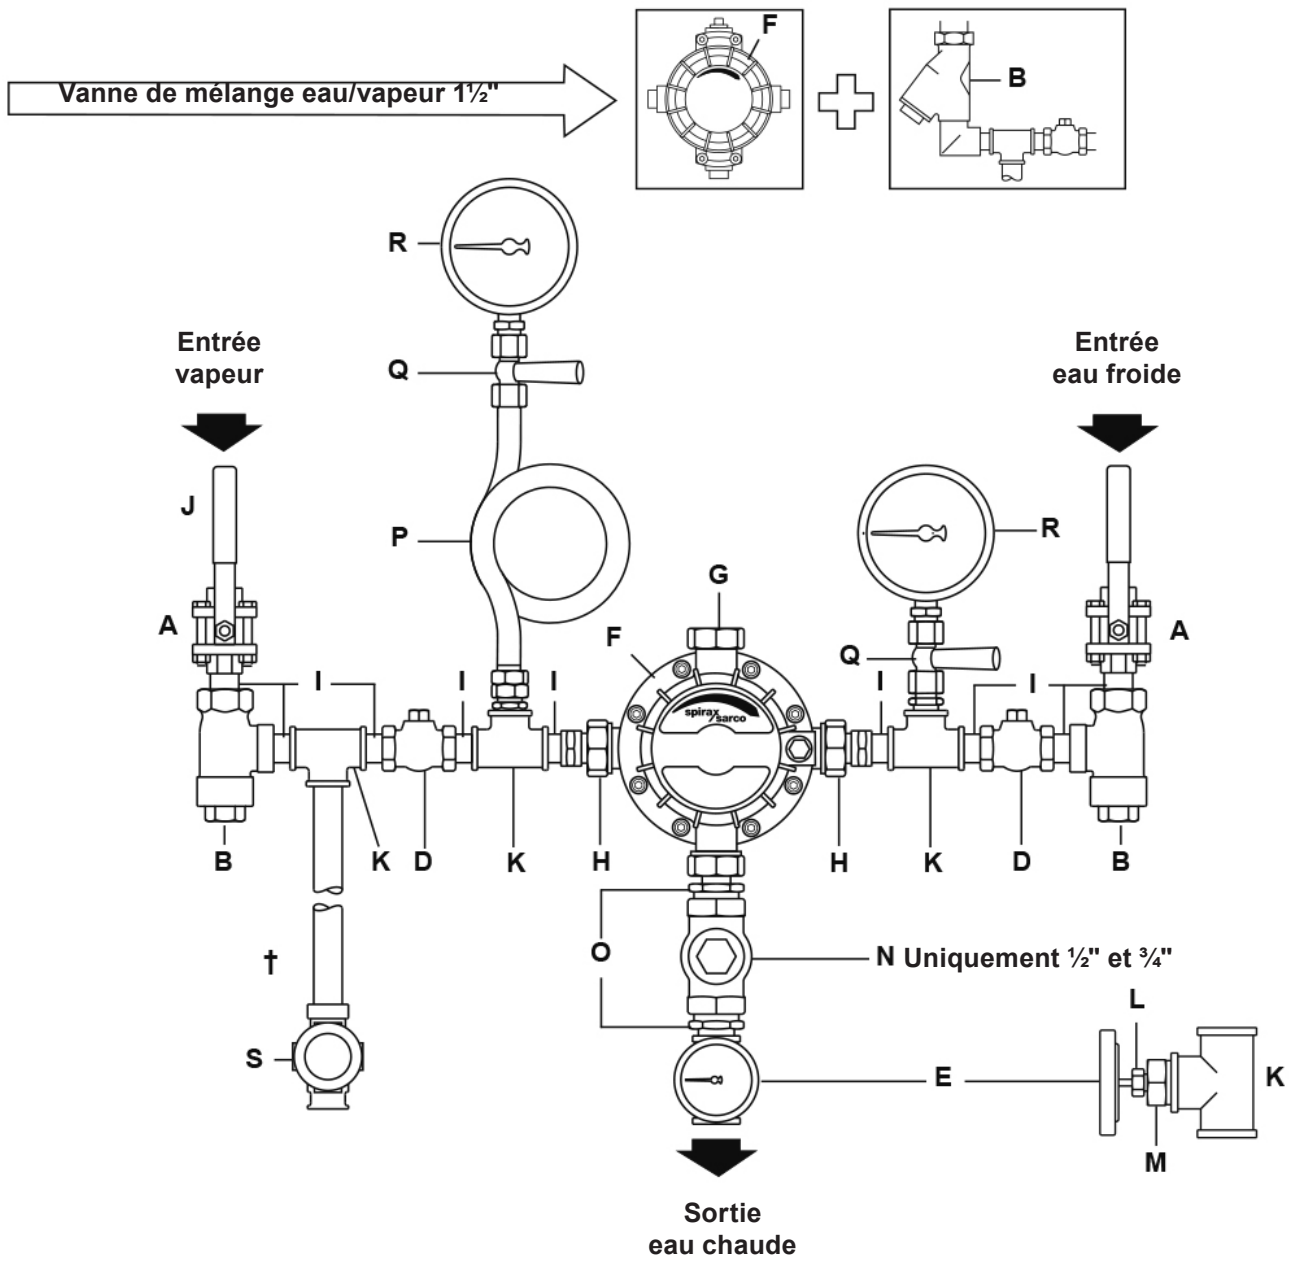 F
Vanne de mélange eau/vapeur 1½"
B
R
Entrée
vapeur
Entrée
eau froide
Q
J
P
R
G
A
F
A
Q
I
I
I
I
I
spirax
sarco
B
K
D
K
H
H
K
D
B
†
O
N Uniquement ½" et ¾"
L
S
E
K
M
Sortie
eau chaude